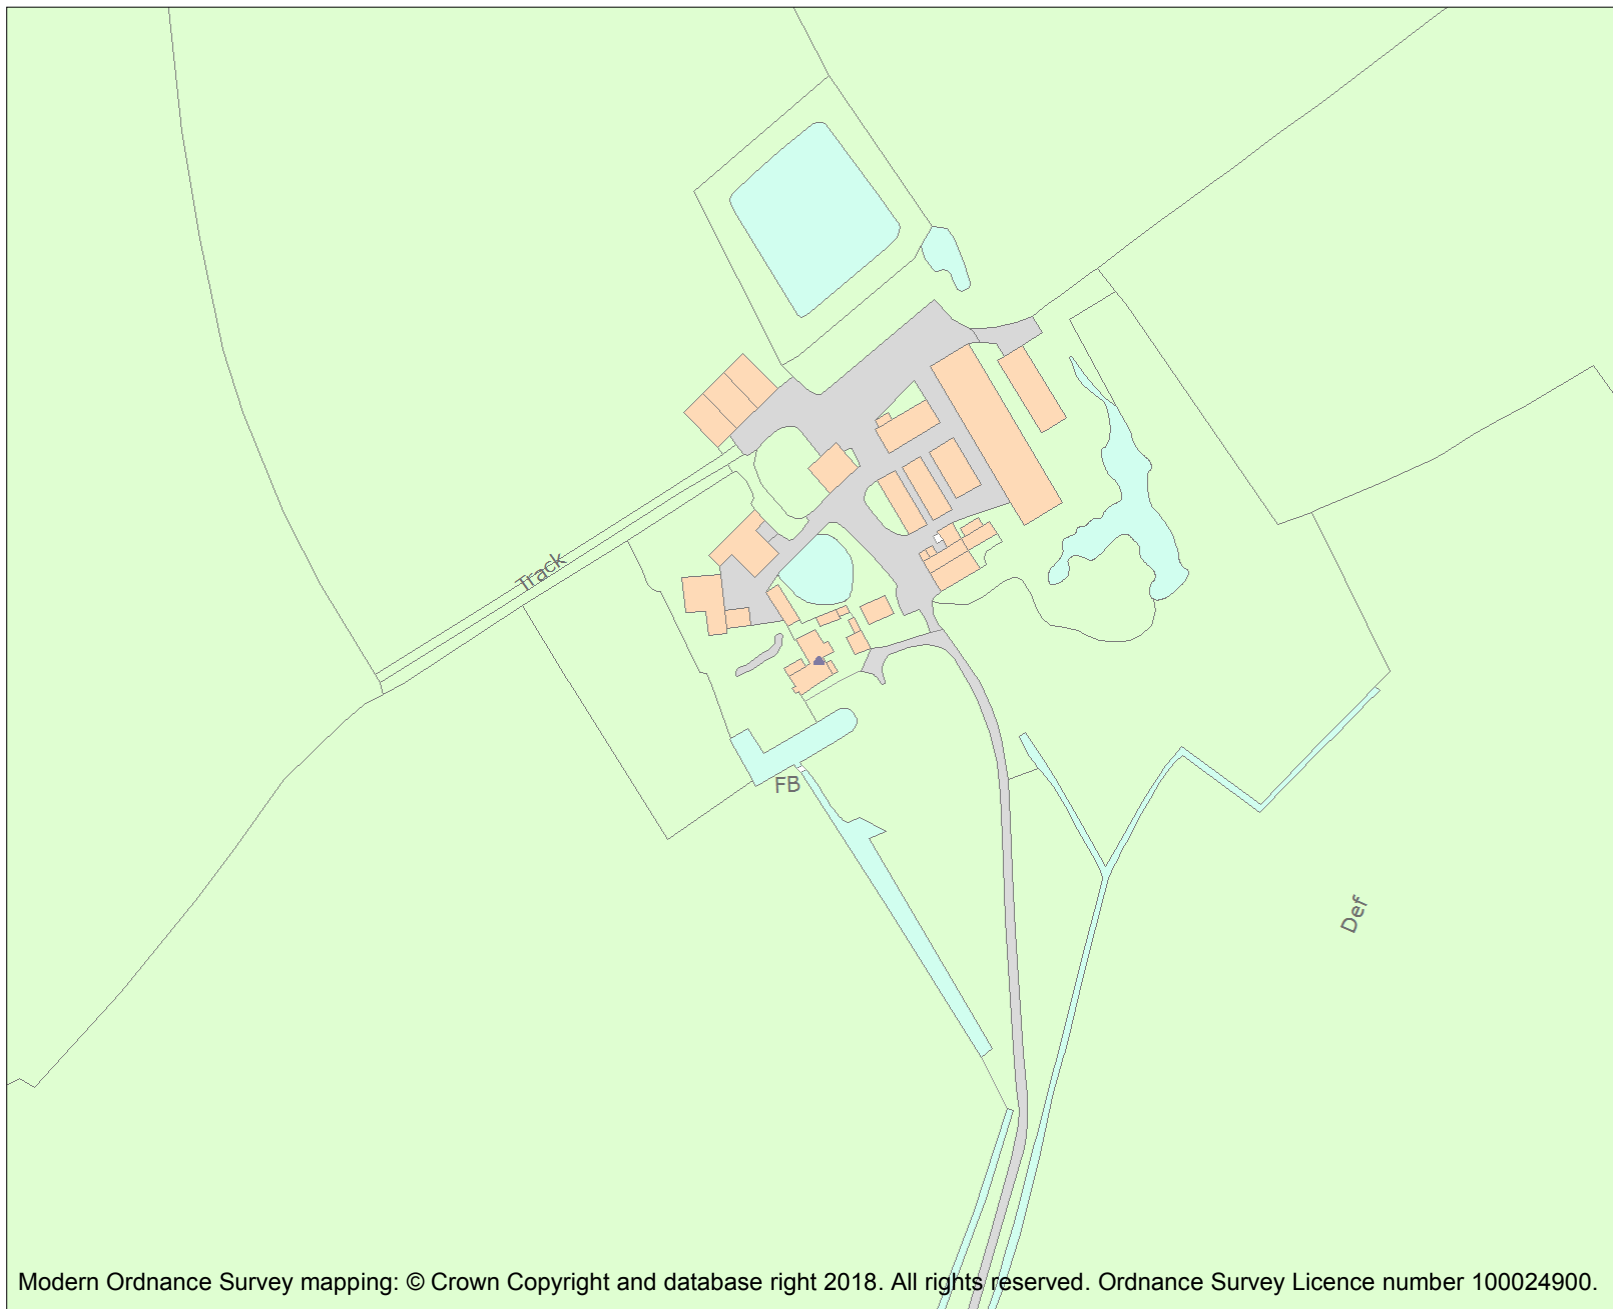 Track
FB
Def
Modern Ordnance Survey mapping: © Crown Copyright and database right 2018. All rights reserved. Ordnance Survey Licence number 100024900.